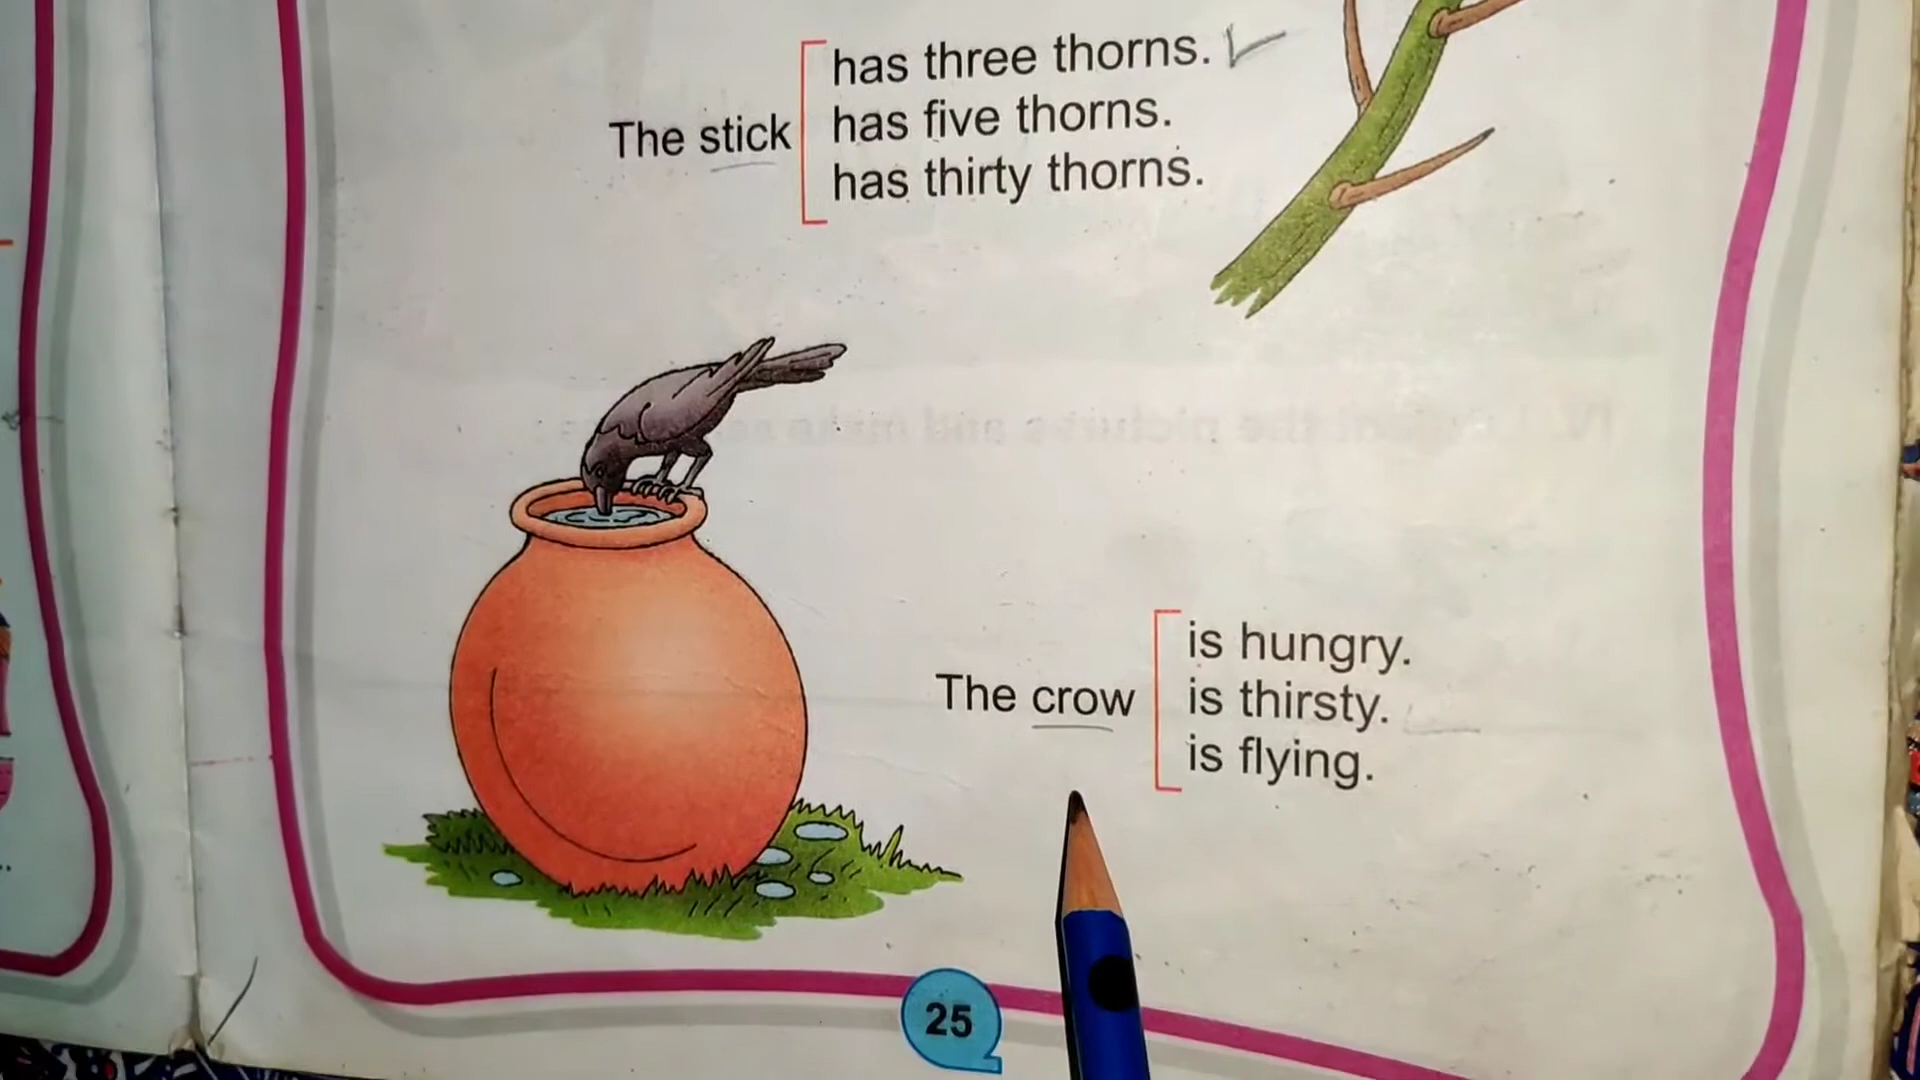 has three thorns.
The stick has five thorns.
has thirty thorns.
is hungry.
The crow is thirsty.
is flying.
25